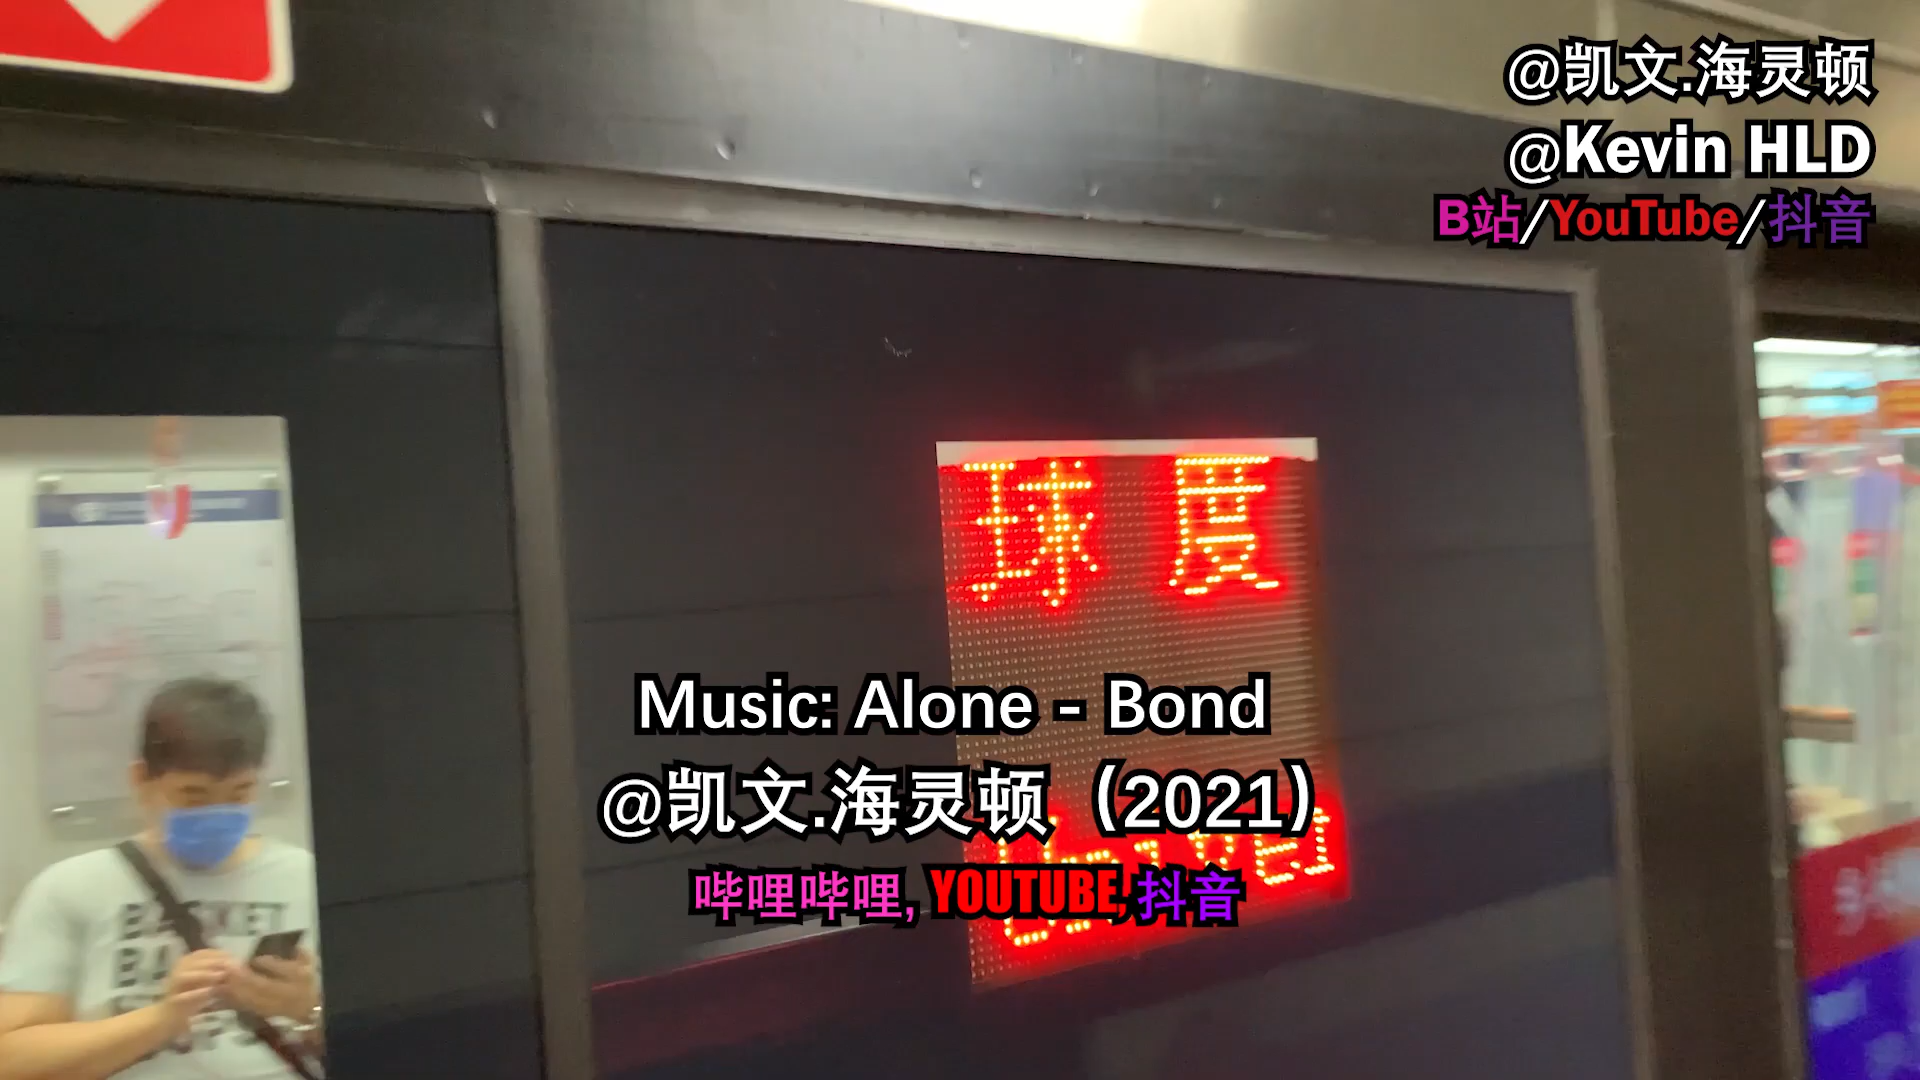 @凯文.海灵顿
@Kevin HLD
B站/YouTube/抖音
球 度
Music: Alone - Bond
@凯文.海灵顿（2021）
哔哩哔哩, YOUTUBE, 抖音
BASKET